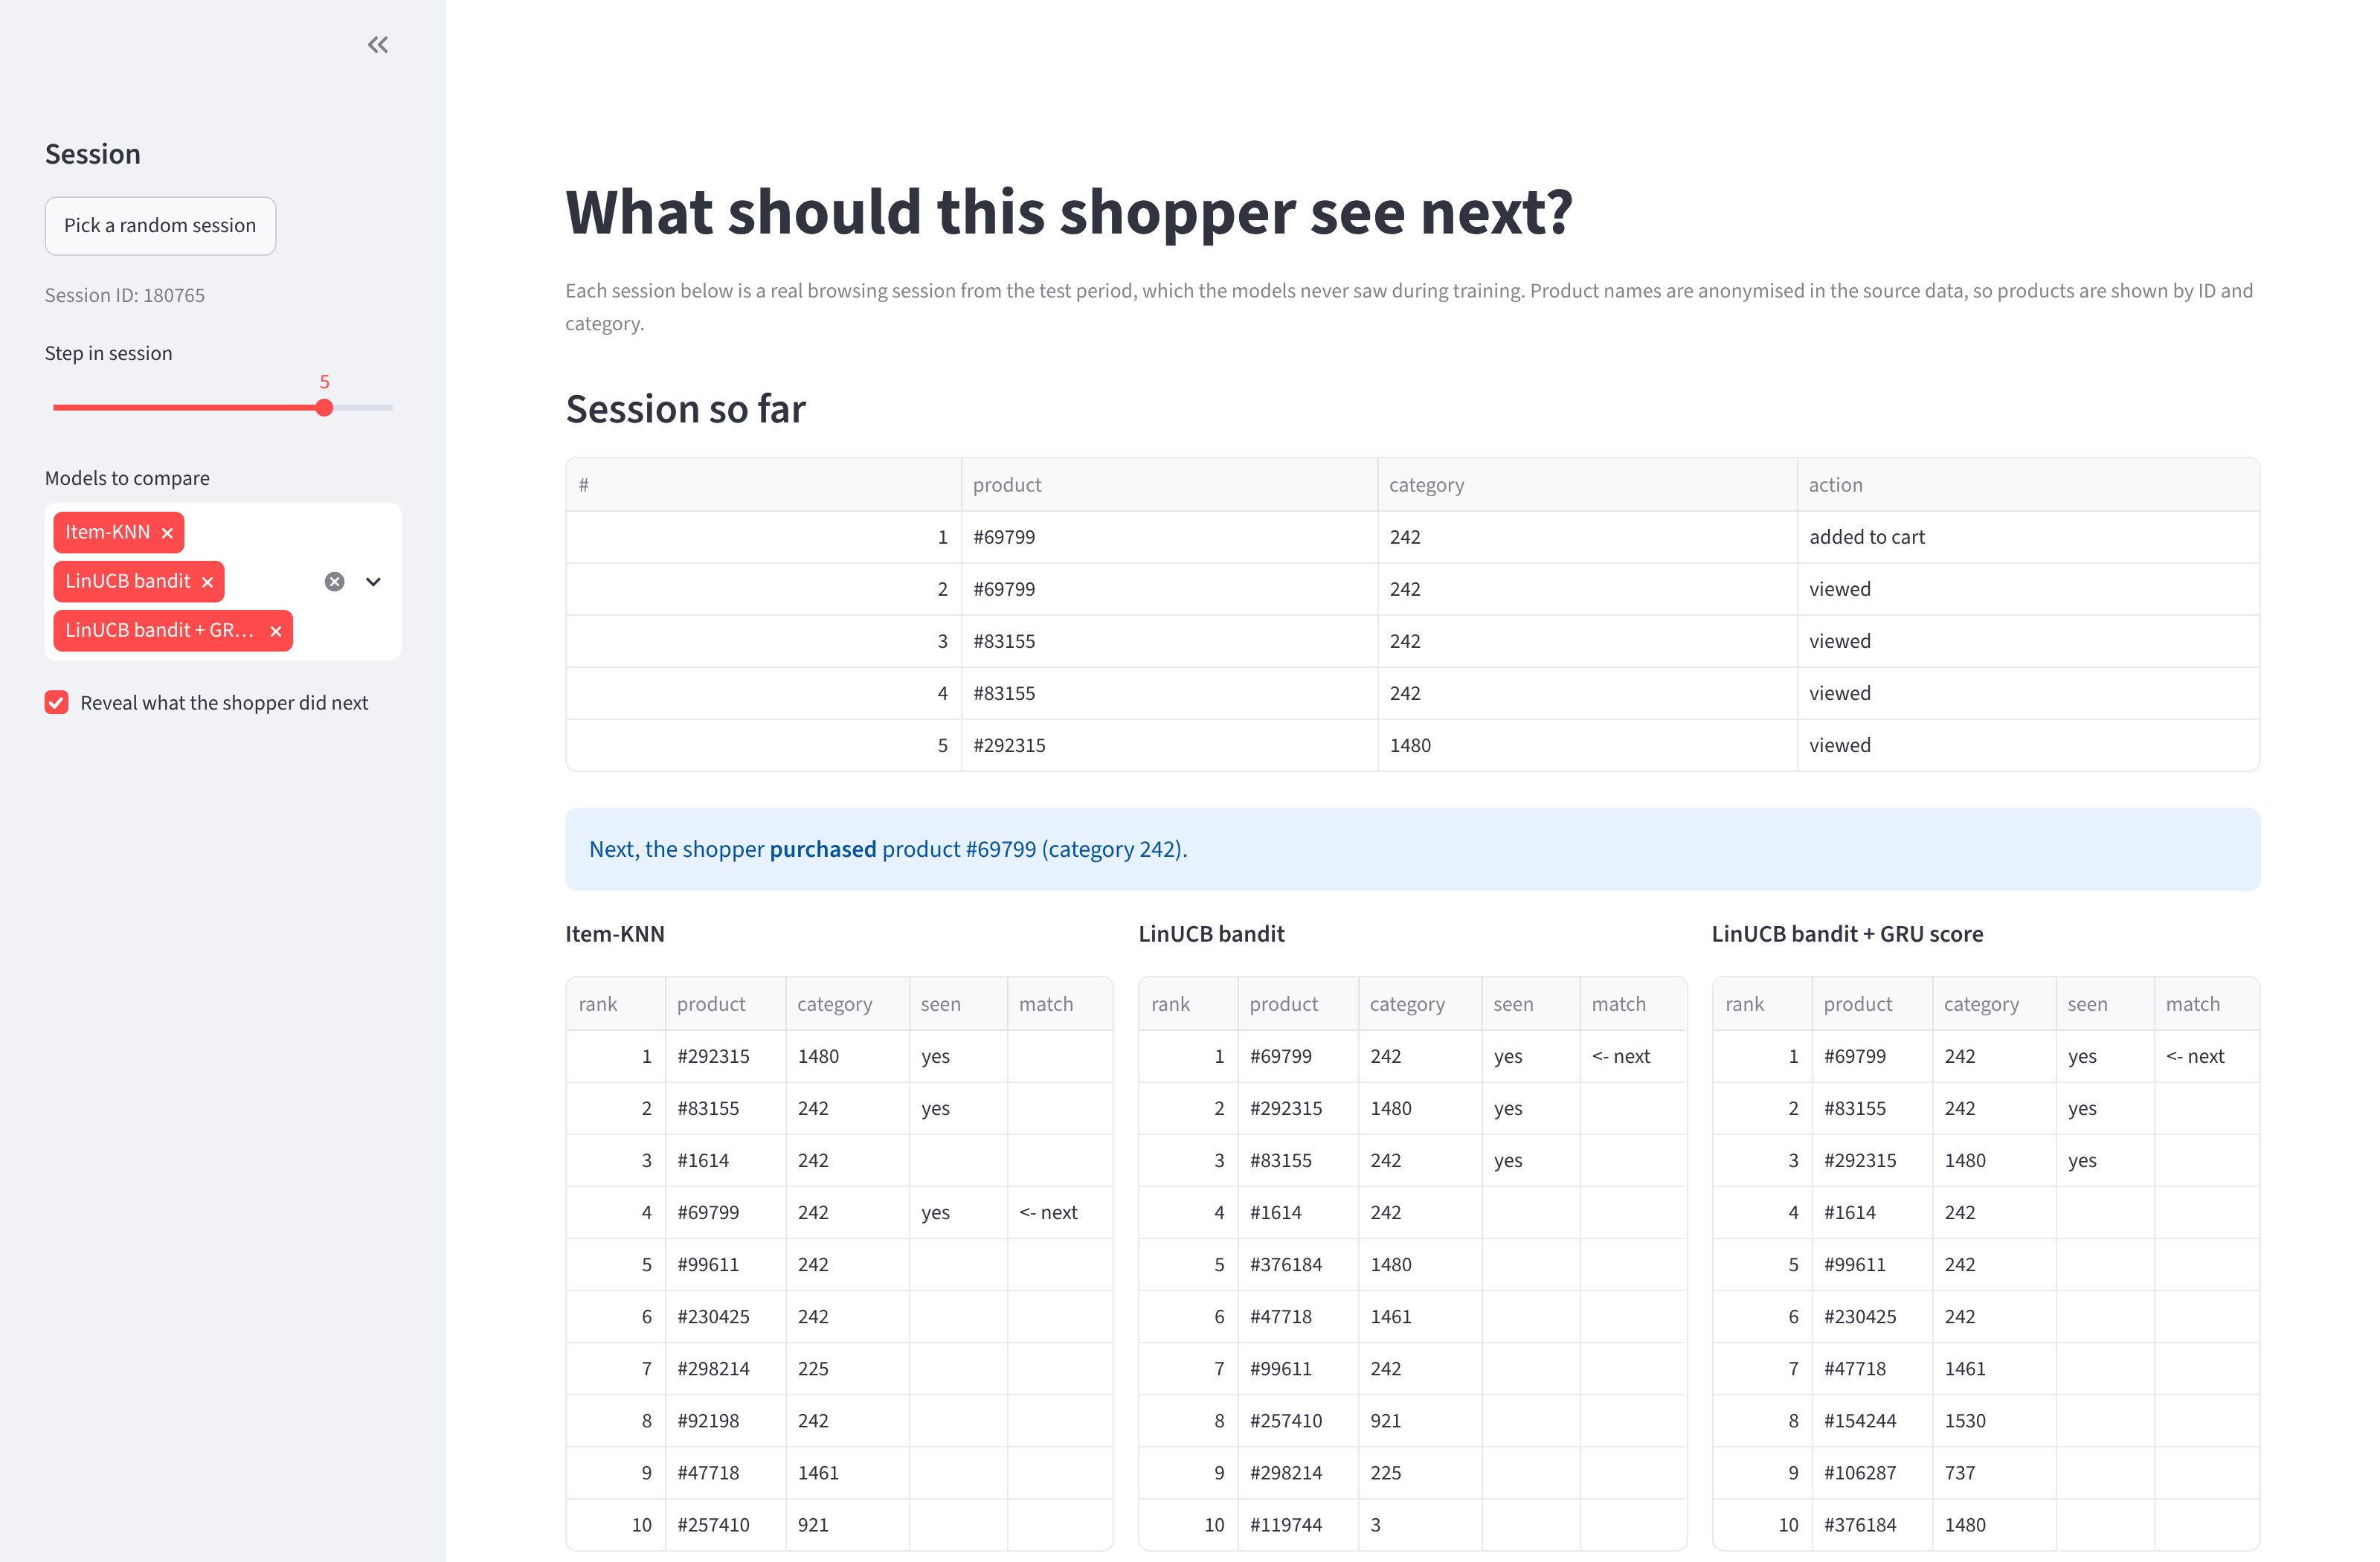 Session
Pick a random session
Session ID: 180765
Step in session
5
Models to compare
Item-KNN
LinUCB bandit
LinUCB bandit + GR...
Reveal what the shopper did next
What should this shopper see next?
Each session below is a real browsing session from the test period, which the models never saw during training. Product names are anonymised in the source data, so products are shown by ID and
category.
Session so far
# product category action
1 #69799 242 added to cart
2 #69799 242 viewed
3 #83155 242 viewed
4 #83155 242 viewed
5 #292315 1480 viewed
Next, the shopper purchased product #69799 (category 242).
Item-KNN
rank product category seen match
1 #292315 1480 yes
2 #83155 242 yes
3 #1614 242
4 #69799 242 yes <- next
5 #99611 242
6 #230425 242
7 #298214 225
8 #92198 242
9 #47718 1461
10 #257410 921
LinUCB bandit
rank product category seen match
1 #69799 242 yes <- next
2 #292315 1480 yes
3 #83155 242 yes
4 #1614 242
5 #376184 1480
6 #47718 1461
7 #99611 242
8 #257410 921
9 #298214 225
10 #119744 3
LinUCB bandit + GRU score
rank product category seen match
1 #69799 242 yes <- next
2 #83155 242 yes
3 #292315 1480 yes
4 #1614 242
5 #99611 242
6 #230425 242
7 #47718 1461
8 #154244 1530
9 #106287 737
10 #376184 1480